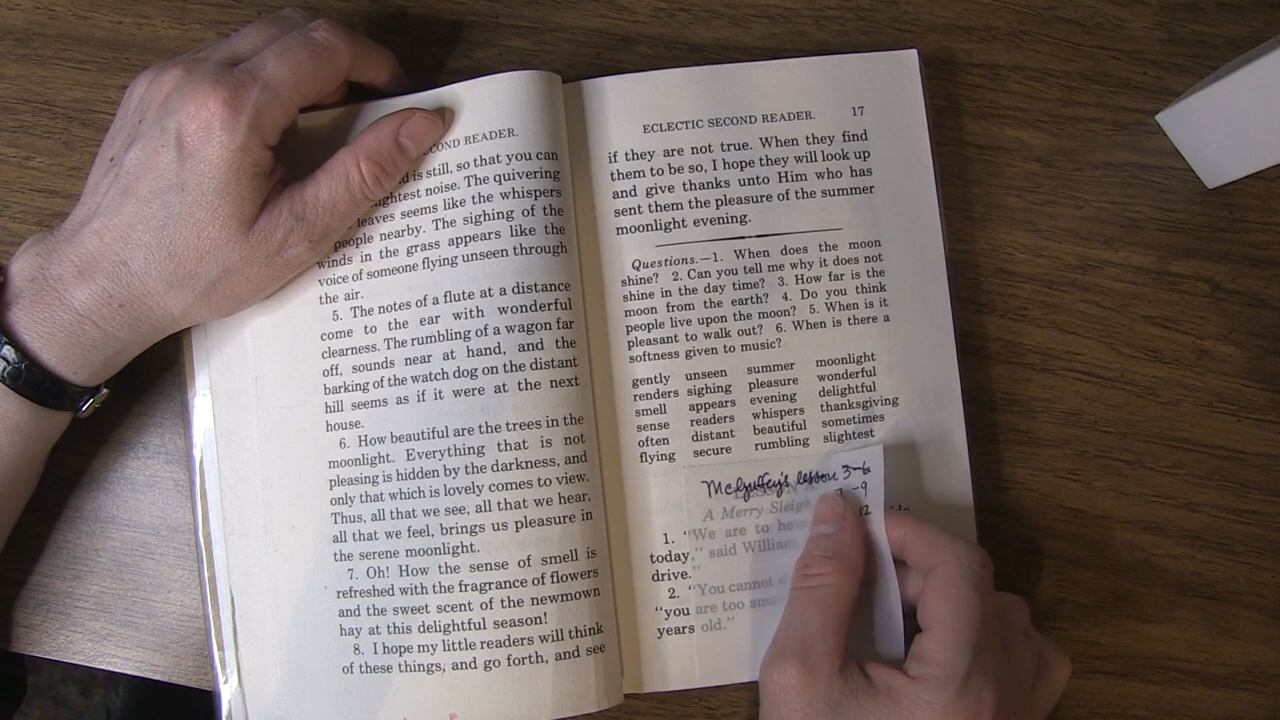 COND READER.
d is still, so that you can
ghtest noise. The quivering
leaves seems like the whispers
people nearby. The sighing of the
winds in the grass appears like the
voice of someone flying unseen through
the air.
5. The notes of a flute at a distance
come to the ear with wonderful
clearness. The rumbling of a wagon far
off, sounds near at hand, and the
barking of the watch dog on the distant
hill seems as if it were at the next
house.
6. How beautiful are the trees in the
moonlight. Everything that is not
pleasing is hidden by the darkness, and
only that which is lovely comes to view.
Thus, all that we see, all that we hear,
all that we feel, brings us pleasure in
the serene moonlight.
7. Oh! How the sense of smell is
refreshed with the fragrance of flowers
and the sweet scent of the newmown
hay at this delightful season!
8. I hope my little readers will think
of these things, and go forth, and see
ECLECTIC SECOND READER. 17
if they are not true. When they find
them to be so, I hope they will look up
and give thanks unto Him who has
sent them the pleasure of the summer
moonlight evening.
Questions.—1. When does the moon
shine? 2. Can you tell me why it does not
shine in the day time? 3. How far is the
moon from the earth? 4. Do you think
people live upon the moon? 5. When is it
pleasant to walk out? 6. When is there a
softness given to music?
gently unseen summer moonlight
renders sighing pleasure wonderful
smell appears evening delightful
sense readers whispers thanksgiving
often distant beautiful sometimes
flying secure rumbling slightest
McGuffey's lesson 3-6
-9
12
A Merry Sleigh
1. "We are to ha
today," said William
drive."
2. "You cannot
"you are too sma
years old."